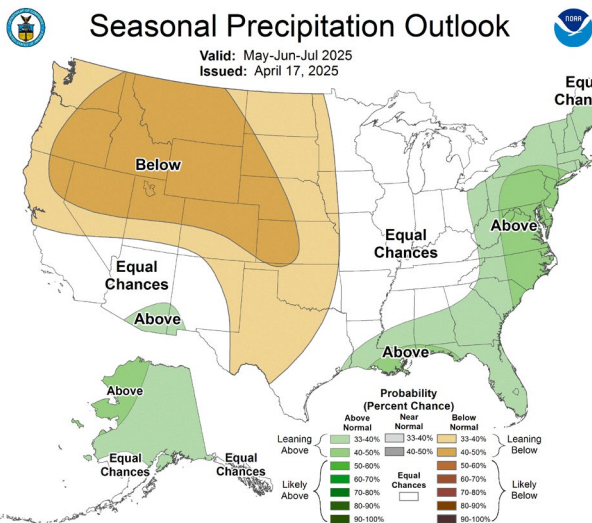 Seasonal Precipitation Outlook
NOAA
Valid: May-Jun-Jul 2025
Issued: April 17, 2025
Equ
Chan
Below
Equal
Chances
Above
Equal
Chances
Above
Above
Above
Equal
Chances
Equal
Chances
Probability
(Percent Chance)
Above
Normal
Near
Normal
Below
Normal
Leaning
Above
33-40%
33-40%
33-40%
Leaning
Below
40-50%
40-50%
40-50%
Likely
Above
50-60%
60-70%
70-80%
80-90%
90-100%
Equal
Chances
50-60%
60-70%
70-80%
80-90%
90-100%
Likely
Below